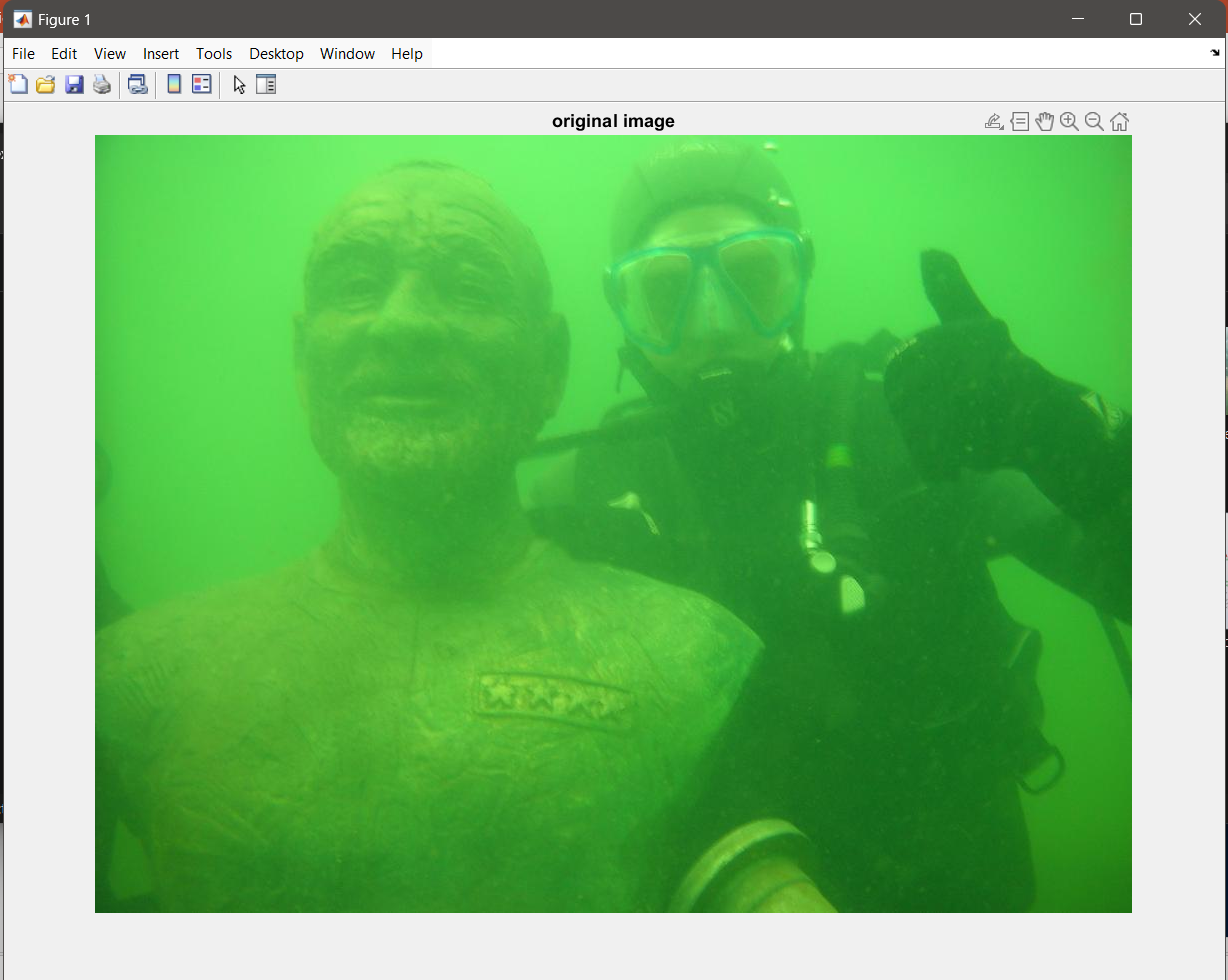 Figure 1
File Edit View Insert Tools Desktop Window Help
original image